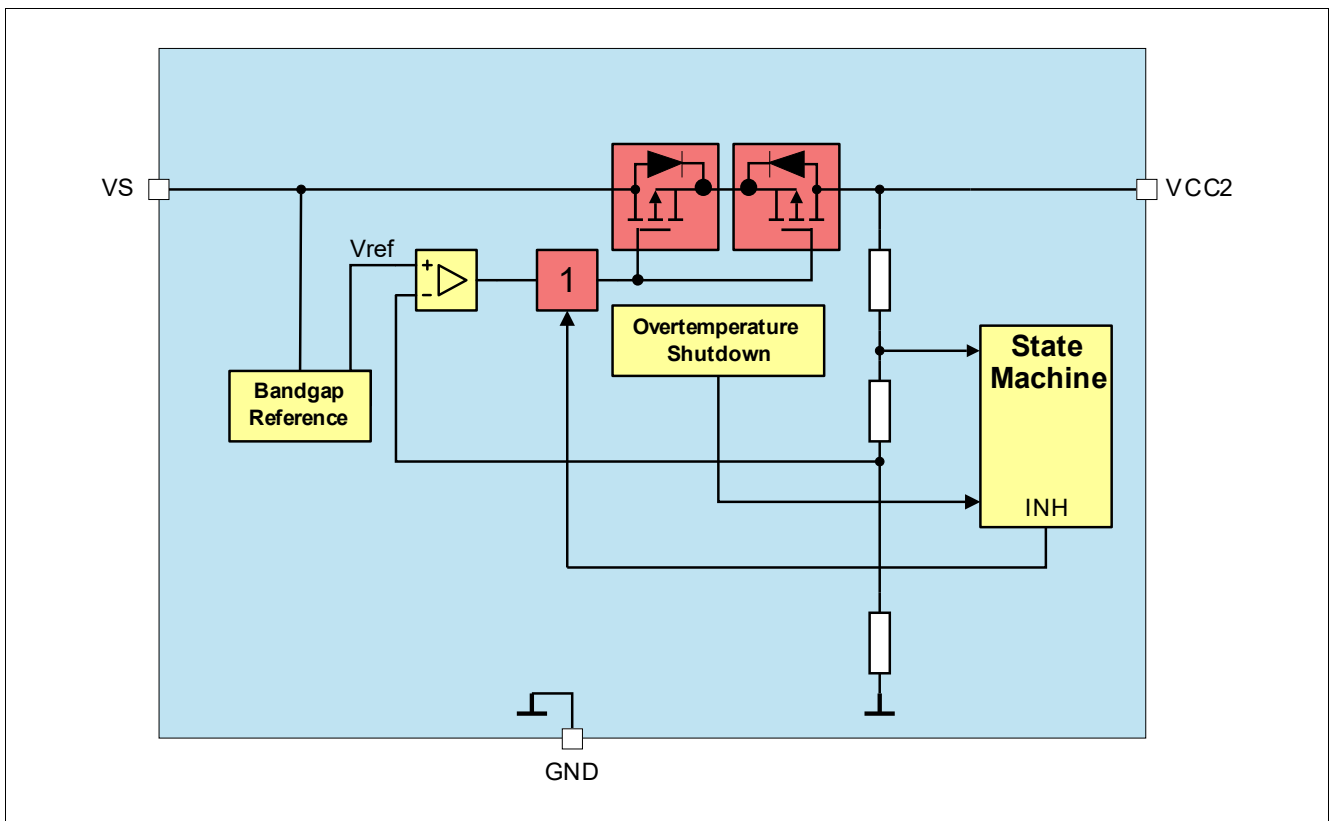 VS
VCC2
Vref
+
-
1
Overtemperature
Shutdown
State
Machine
Bandgap
Reference
INH
GND